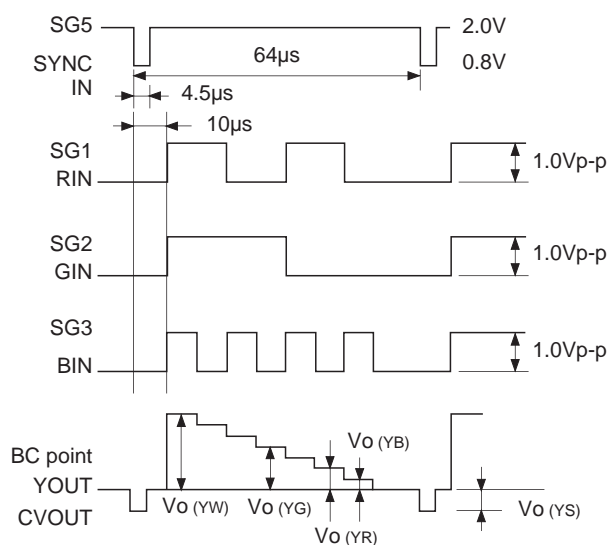 SG5
2.0V
SYNC
IN
64µs
0.8V
4.5µs
10µs
SG1
RIN
1.0Vp-p
SG2
GIN
1.0Vp-p
SG3
BIN
1.0Vp-p
BC point
Vo (YB)
YOUT
CVOUT
Vo (YW)
Vo (YG)
Vo (YS)
Vo (YR)